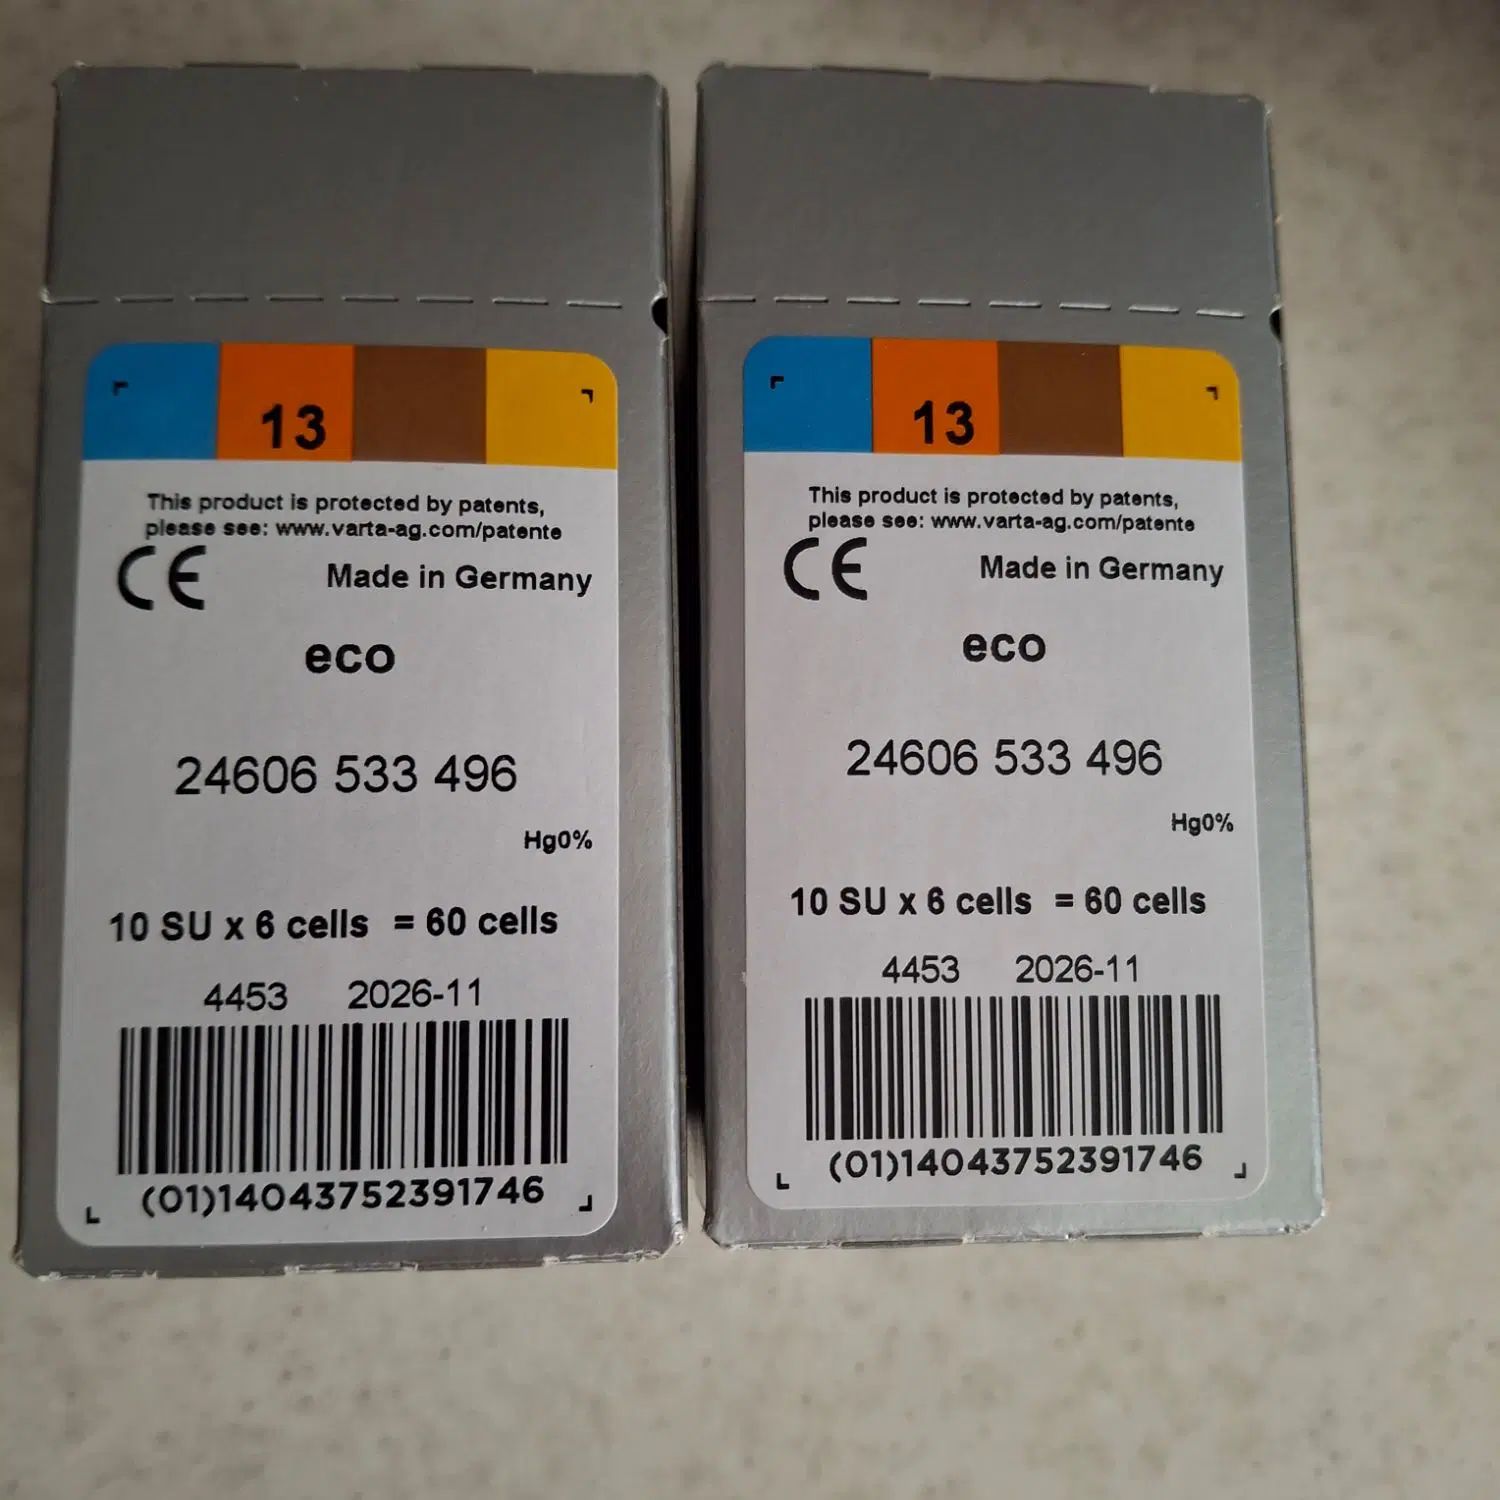 13
This product is protected by patents,
please see: www.varta-ag.com/patente
CE Made in Germany
eco
24606 533 496
Hg0%
10 SU x 6 cells = 60 cells
4453 2026-11
(01)14043752391746
13
This product is protected by patents,
please see: www.varta-ag.com/patente
CE Made in Germany
eco
24606 533 496
Hg0%
10 SU x 6 cells = 60 cells
4453 2026-11
(01)14043752391746